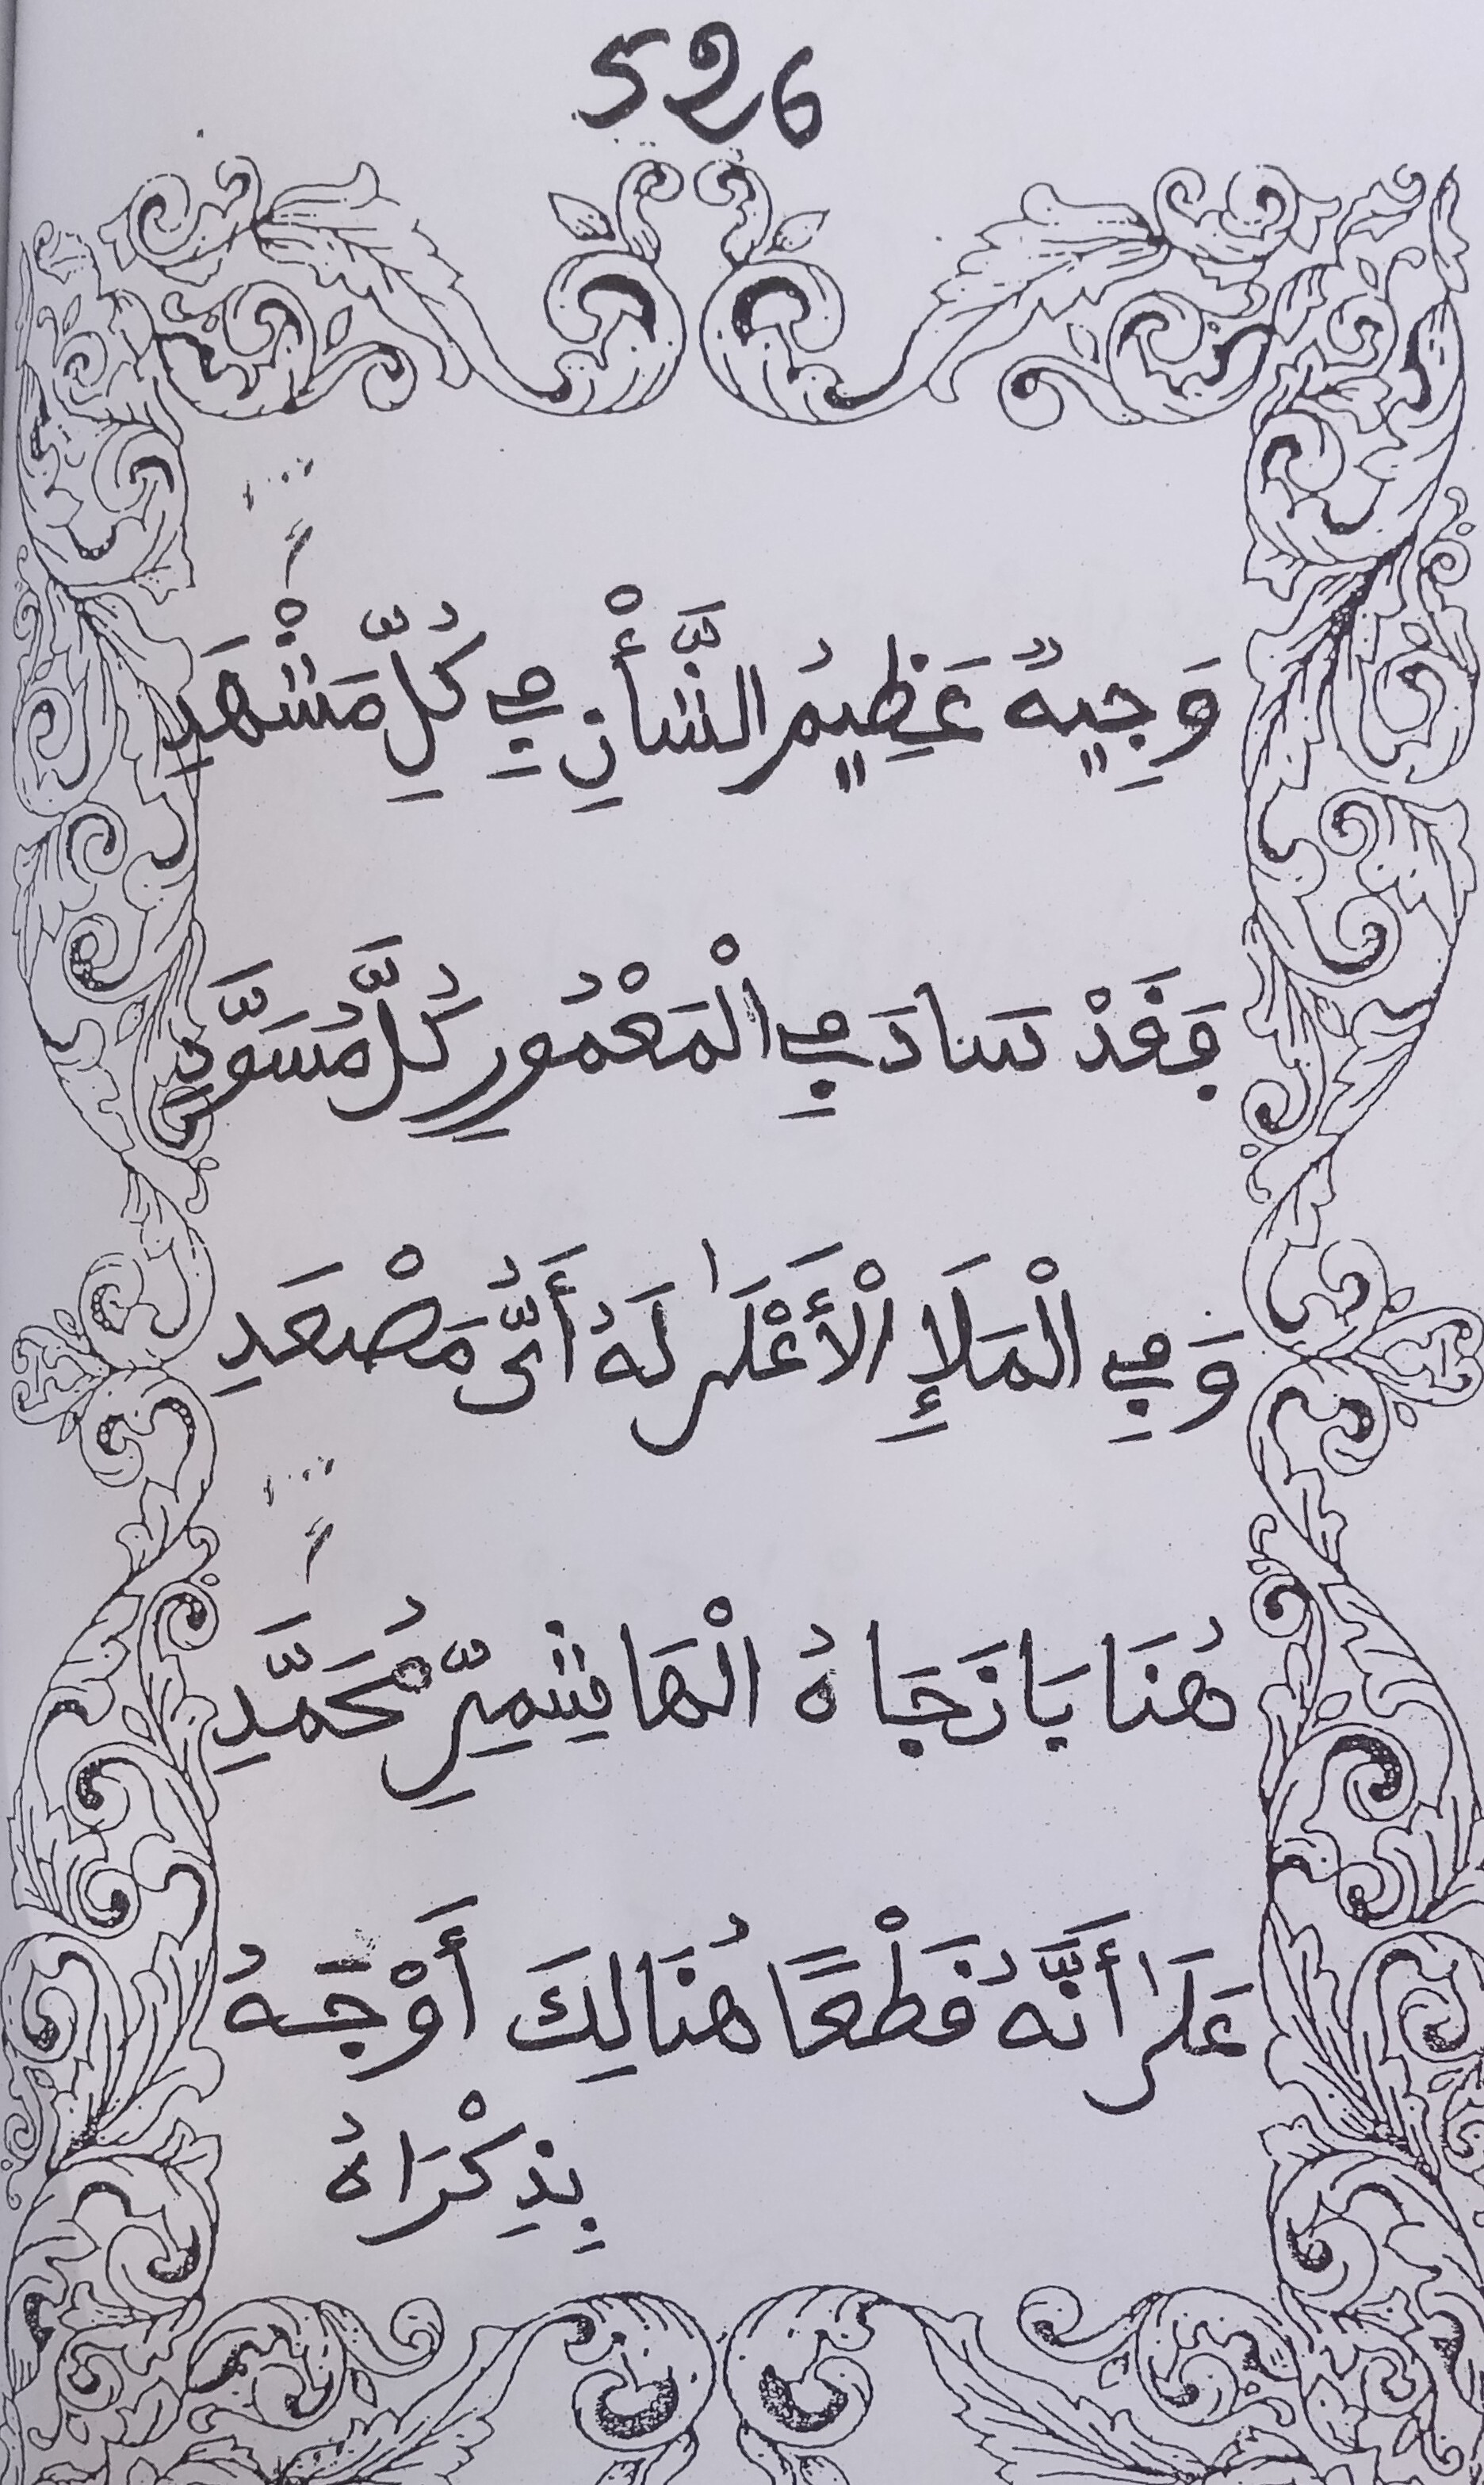 526
وَجِيهٌ عَظِيمُ الشَّأْنِ فِي كُلِّ مَشْهَدِ
فَقَدْ سَادَ فِي الْمَعْمُورِ كُلَّ مُسَوَّدِ
وَفِي الْمَلَإِ الْأَعْلَىٰ لَهُ أَيُّ مَصْعَدِ
هُنَا بَانَ جَاهُ الْهَاشِمِيِّ مُحَمَّدِ
عَلَىٰ أَنَّهُ قَطْعًا هُنَالِكَ أَوْجَهُ
بِذِكْرَاهُ